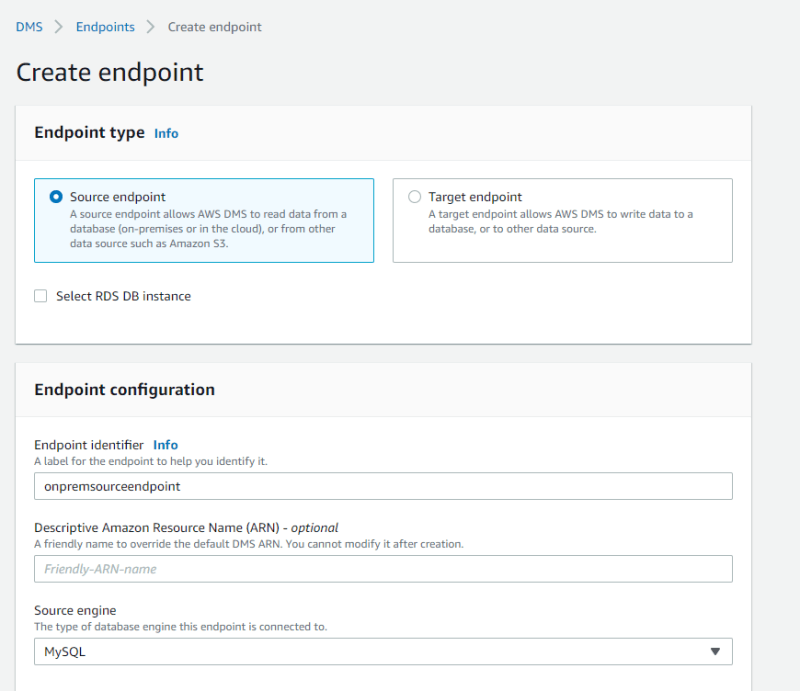 DMS > Endpoints > Create endpoint
Create endpoint
Endpoint type Info
Source endpoint
A source endpoint allows AWS DMS to read data from a
database (on-premises or in the cloud), or from other
data source such as Amazon S3.
Target endpoint
A target endpoint allows AWS DMS to write data to a
database, or to other data source.
Select RDS DB instance
Endpoint configuration
Endpoint identifier Info
A label for the endpoint to help you identify it.
onpremsourceendpoint
Descriptive Amazon Resource Name (ARN) - optional
A friendly name to override the default DMS ARN. You cannot modify it after creation.
Friendly-ARN-name
Source engine
The type of database engine this endpoint is connected to.
MySQL